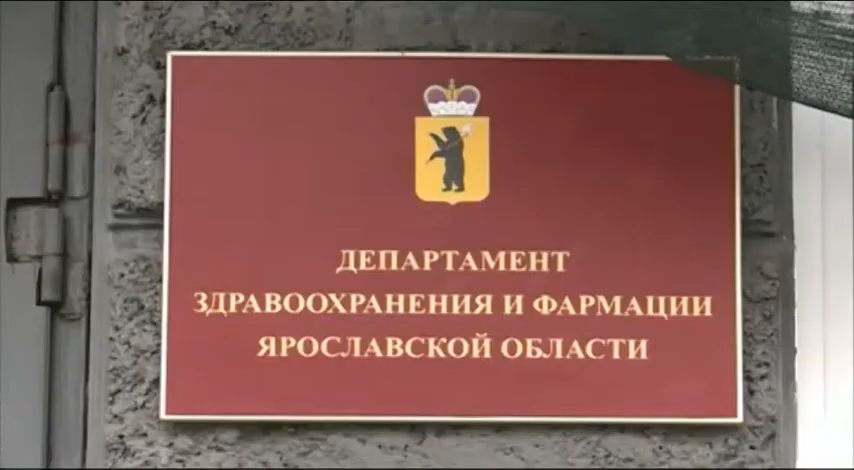 ДЕПАРТАМЕНТ
ЗДРАВООХРАНЕНИЯ И ФАРМАЦИИ
ЯРОСЛАВСКОЙ ОБЛАСТИ